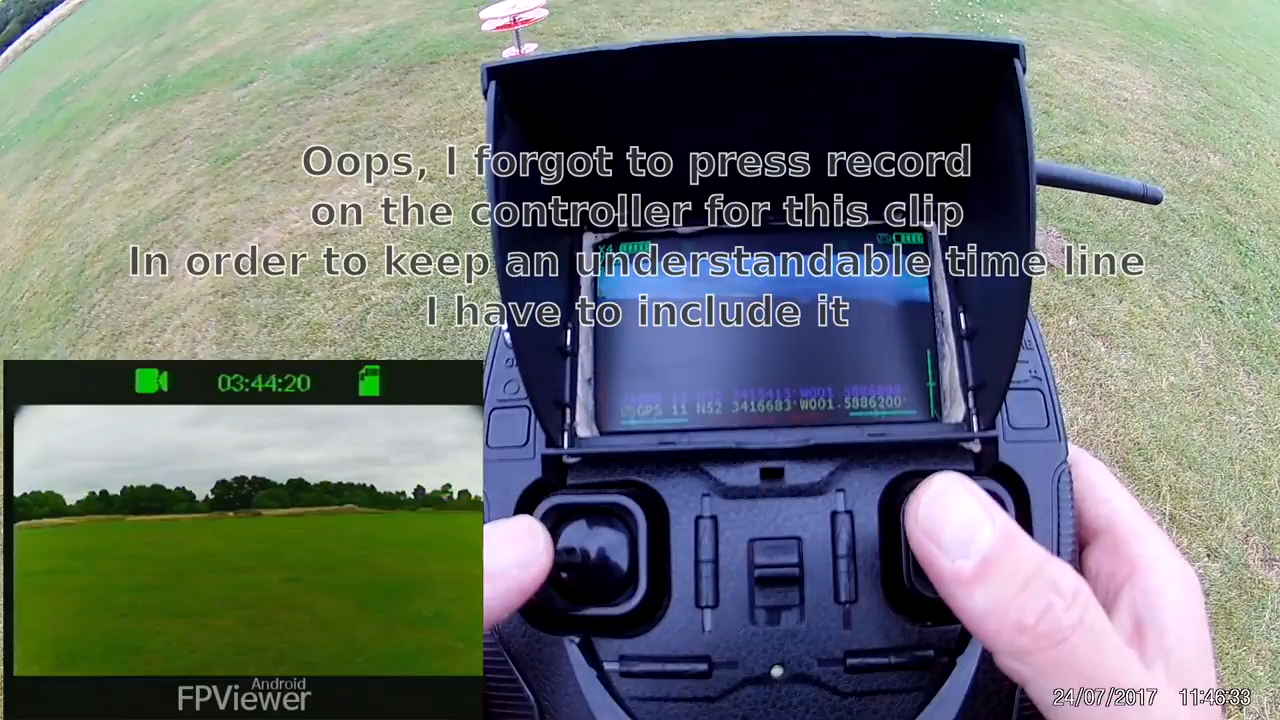 Oops, I forgot to press record
on the controller for this clip
In order to keep an understandable time line
I have to include it
X4
GPS 11 N52 3416683 W001.5886200
03:44:20
Android
FPViewer
24/07/2017 11:46:33